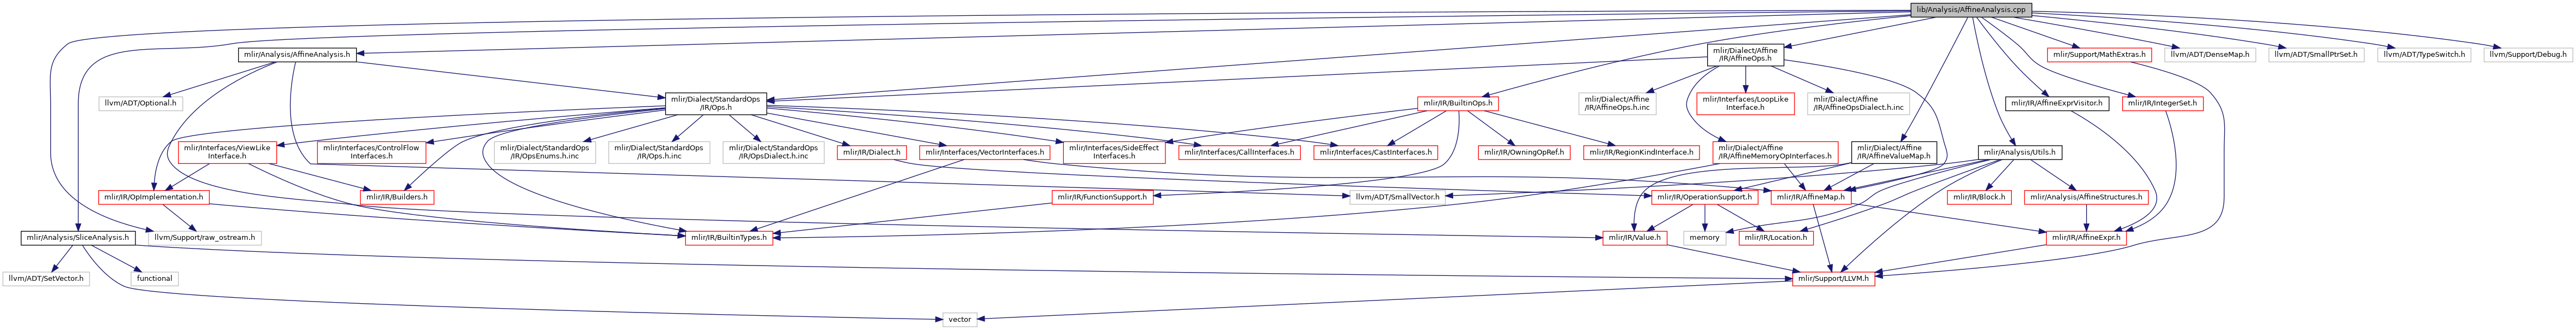 lib/Analysis/AffineAnalysis.cpp
mlir/Analysis/AffineAnalysis.h
mlir/Dialect/Affine
/IR/AffineOps.h
mlir/Support/MathExtras.h
llvm/ADT/DenseMap.h
llvm/ADT/SmallPtrSet.h
llvm/ADT/TypeSwitch.h
llvm/Support/Debug.h
llvm/ADT/Optional.h
mlir/Dialect/StandardOps
/IR/Ops.h
mlir/IR/BuiltinOps.h
mlir/Dialect/Affine
/IR/AffineOps.h.inc
mlir/Interfaces/LoopLike
Interface.h
mlir/Dialect/Affine
/IR/AffineOpsDialect.h.inc
mlir/IR/AffineExprVisitor.h
mlir/IR/IntegerSet.h
mlir/Interfaces/ViewLike
Interface.h
mlir/Interfaces/ControlFlow
Interfaces.h
mlir/Dialect/StandardOps
/IR/OpsEnums.h.inc
mlir/Dialect/StandardOps
/IR/Ops.h.inc
mlir/Dialect/StandardOps
/IR/OpsDialect.h.inc
mlir/IR/Dialect.h
mlir/Interfaces/VectorInterfaces.h
mlir/Interfaces/SideEffect
Interfaces.h
mlir/Interfaces/CallInterfaces.h
mlir/Interfaces/CastInterfaces.h
mlir/IR/OwningOpRef.h
mlir/IR/RegionKindInterface.h
mlir/Dialect/Affine
/IR/AffineMemoryOpInterfaces.h
mlir/Dialect/Affine
/IR/AffineValueMap.h
mlir/Analysis/Utils.h
mlir/IR/OpImplementation.h
mlir/IR/Builders.h
llvm/ADT/SmallVector.h
mlir/IR/FunctionSupport.h
mlir/IR/OperationSupport.h
mlir/IR/AffineMap.h
mlir/IR/Block.h
mlir/Analysis/AffineStructures.h
mlir/Analysis/SliceAnalysis.h
llvm/Support/raw_ostream.h
mlir/IR/BuiltinTypes.h
mlir/IR/Value.h
memory
mlir/IR/Location.h
mlir/IR/AffineExpr.h
llvm/ADT/SetVector.h
functional
mlir/Support/LLVM.h
vector